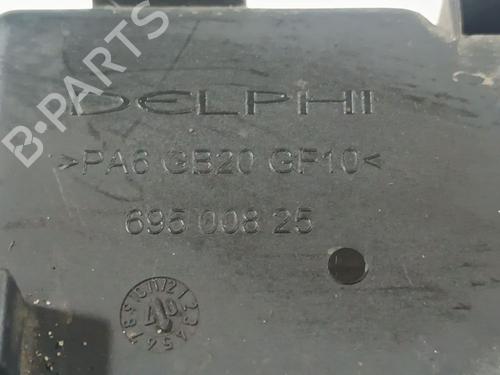 B-PARTS
DELPHI
>PA6 GB20 GF10<
695 008 25